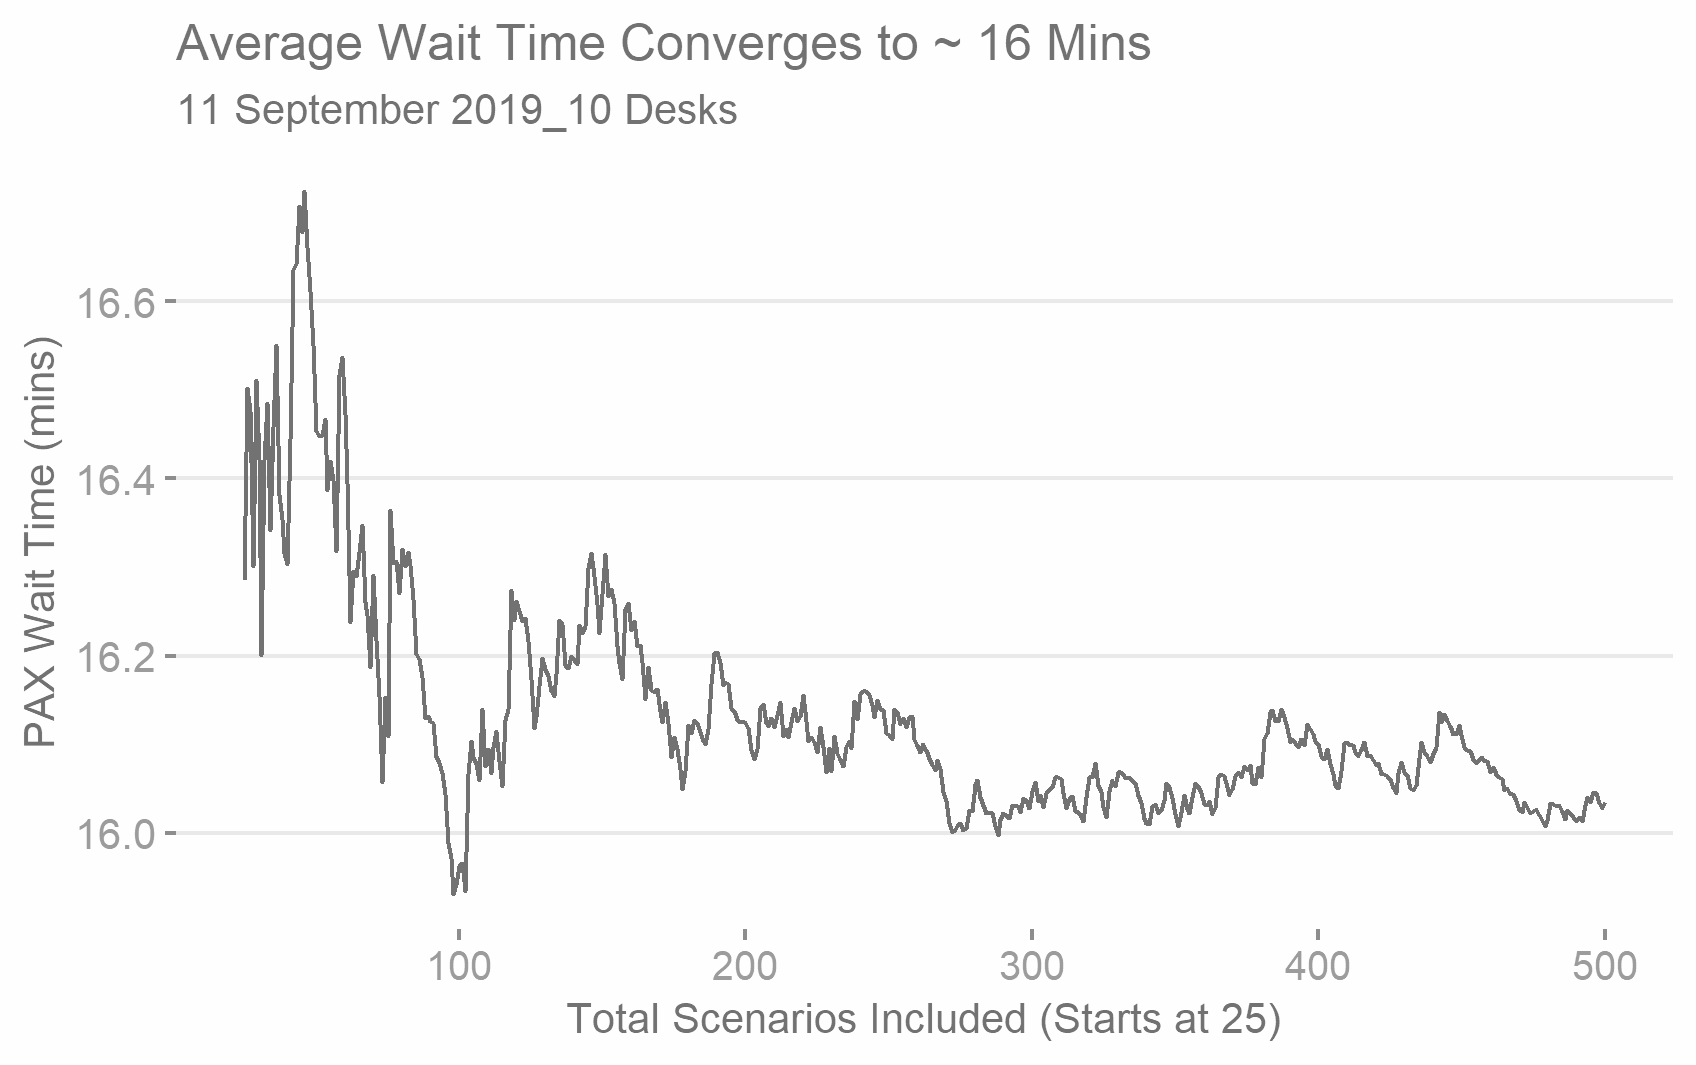 Average Wait Time Converges to ~ 16 Mins
11 September 2019_10 Desks
PAX Wait Time (mins)
16.6
16.4
16.2
16.0
100 200 300 400 500
Total Scenarios Included (Starts at 25)